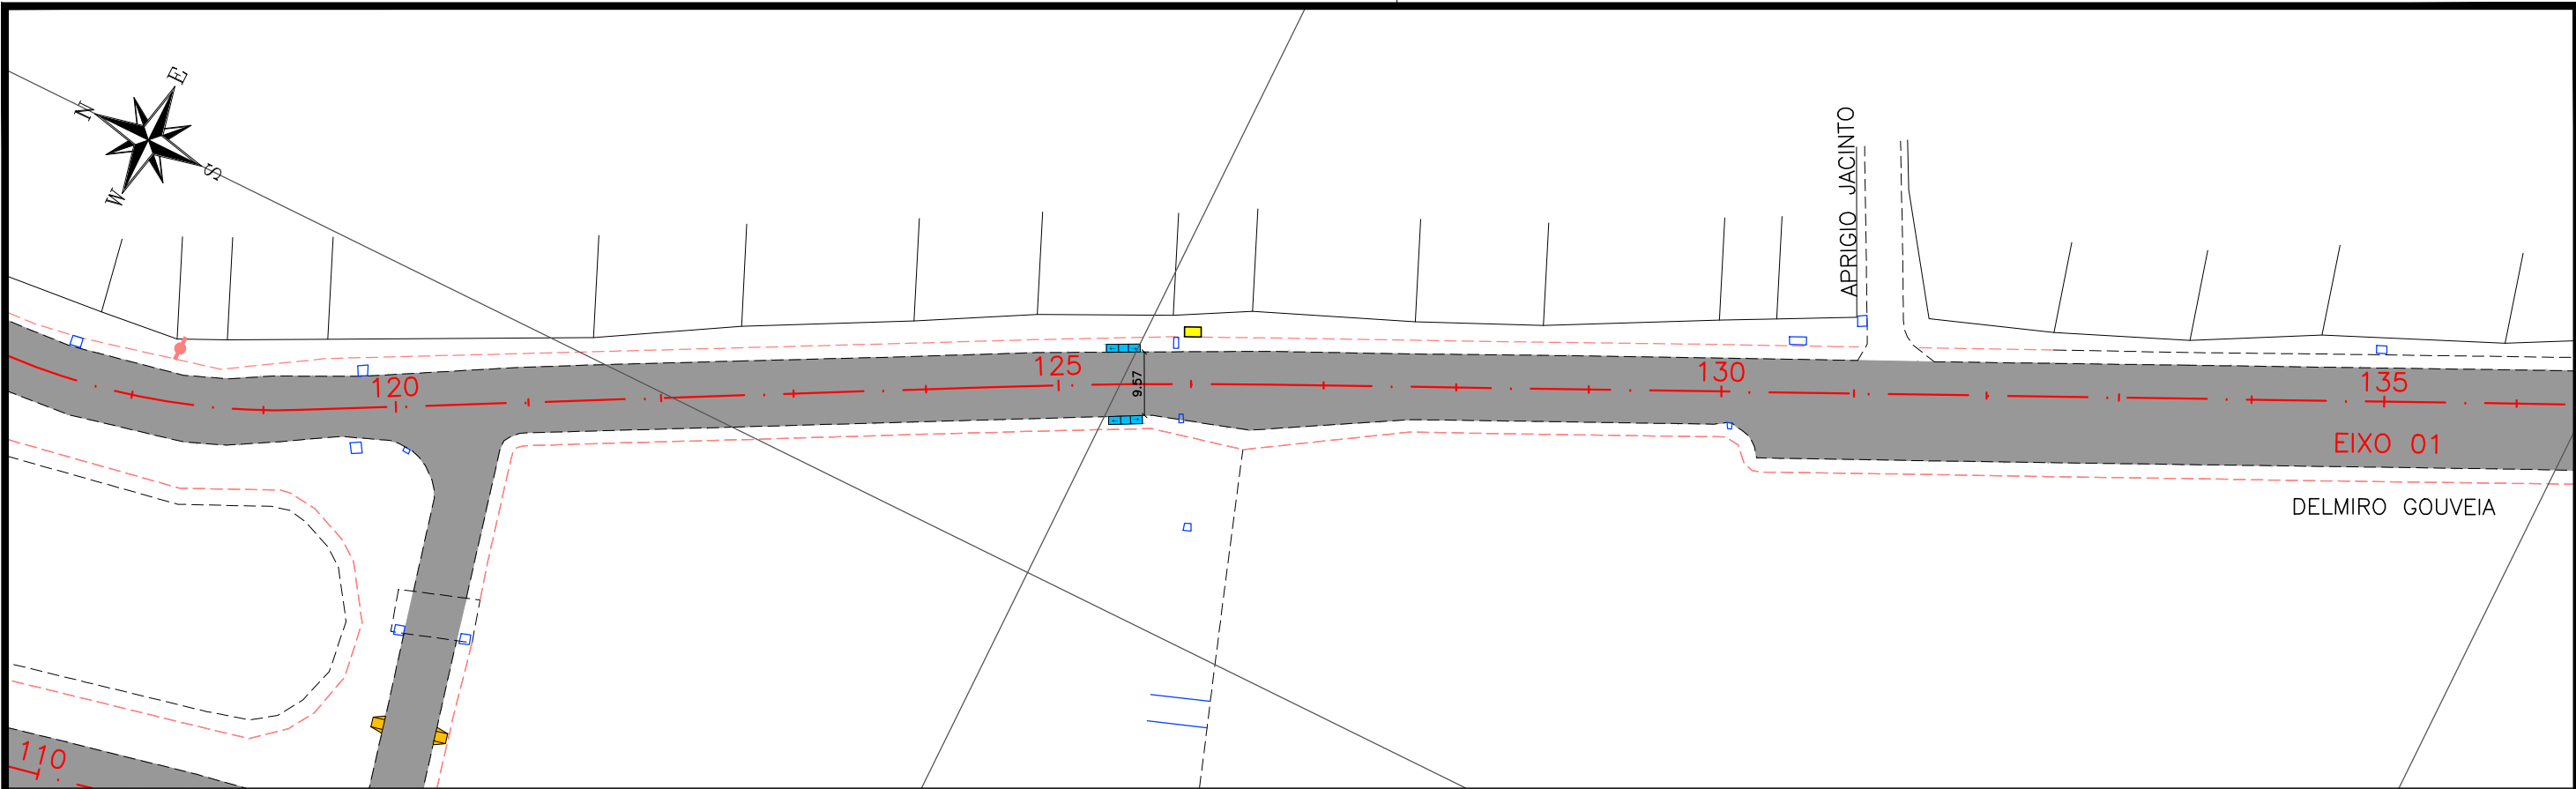 E
N
S
W
APRIGIO JACINTO
120
125
9.57
130
135
EIXO 01
DELMIRO GOUVEIA
110